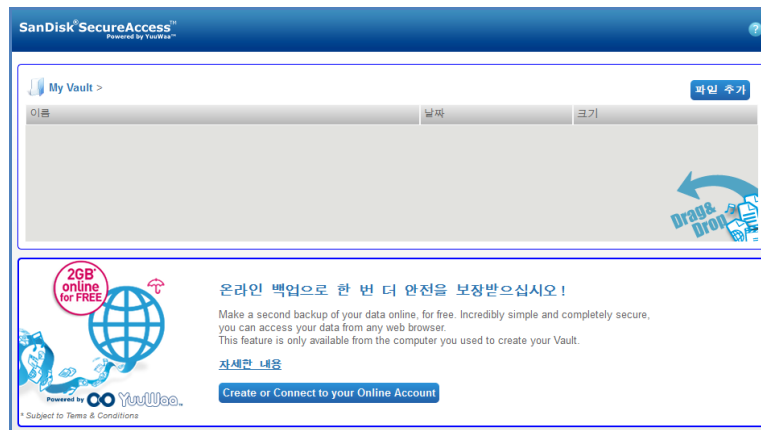 SanDisk®SecureAccess™
Powered by YuuWaa™
?
My Vault >
파일 추가
이름 날짜 크기
Drag&
Drop
2GB*
online
for FREE
온라인 백업으로 한 번 더 안전을 보장받으십시오!
Make a second backup of your data online, for free. Incredibly simple and completely secure,
you can access your data from any web browser.
This feature is only available from the computer you used to create your Vault.
자세한 내용
Create or Connect to your Online Account
Powered by YuuWaa™
* Subject to Terms & Conditions